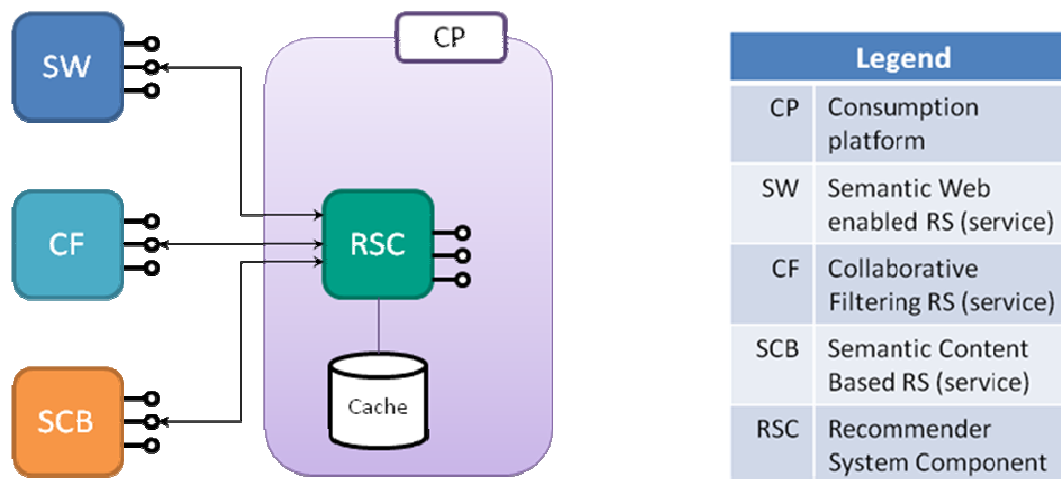 SW
CP
CF
RSC
SCB
Cache
Legend
CP Consumption
platform
SW Semantic Web
enabled RS (service)
CF Collaborative
Filtering RS (service)
SCB Semantic Content
Based RS (service)
RSC Recommender
System Component